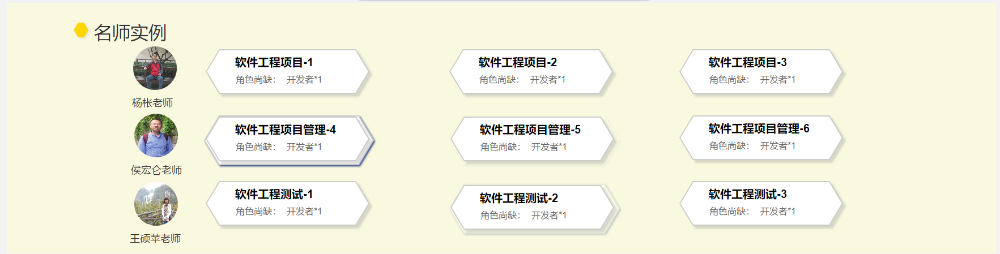 名师实例
软件工程项目-1
角色尚缺： 开发者*1
软件工程项目-2
角色尚缺： 开发者*1
软件工程项目-3
角色尚缺： 开发者*1
杨枨老师
软件工程项目管理-4
角色尚缺： 开发者*1
软件工程项目管理-5
角色尚缺： 开发者*1
软件工程项目管理-6
角色尚缺： 开发者*1
侯宏仑老师
软件工程测试-1
角色尚缺： 开发者*1
软件工程测试-2
角色尚缺： 开发者*1
软件工程测试-3
角色尚缺： 开发者*1
王硕苹老师